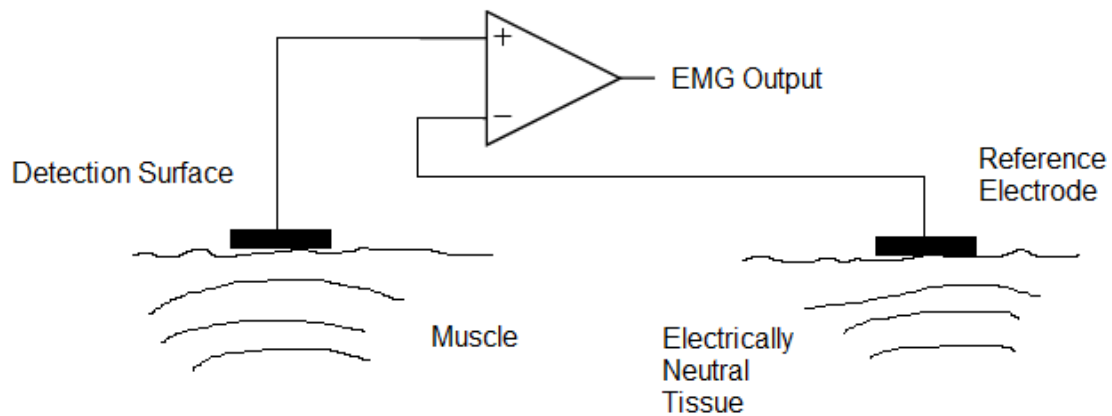 +
EMG Output
−
Detection Surface
Reference
Electrode
Muscle
Electrically
Neutral
Tissue